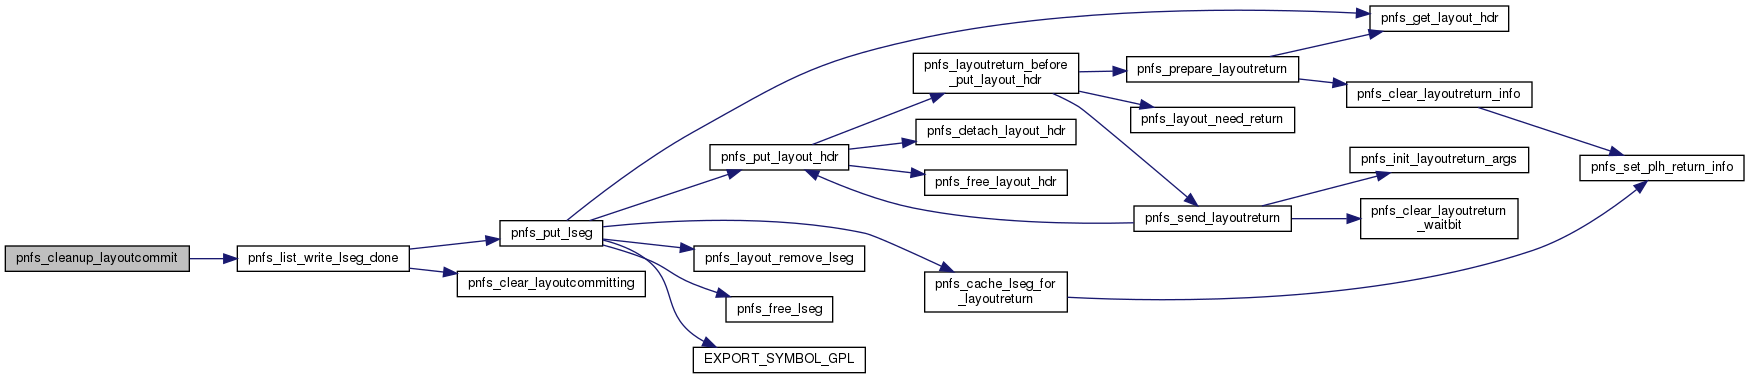 pnfs_get_layout_hdr
pnfs_layoutreturn_before
_put_layout_hdr
pnfs_prepare_layoutreturn
pnfs_clear_layoutreturn_info
pnfs_layout_need_return
pnfs_detach_layout_hdr
pnfs_put_layout_hdr
pnfs_init_layoutreturn_args
pnfs_set_plh_return_info
pnfs_free_layout_hdr
pnfs_send_layoutreturn
pnfs_clear_layoutreturn
_waitbit
pnfs_put_lseg
pnfs_cleanup_layoutcommit
pnfs_list_write_lseg_done
pnfs_layout_remove_lseg
pnfs_clear_layoutcommitting
pnfs_cache_lseg_for
_layoutreturn
pnfs_free_lseg
EXPORT_SYMBOL_GPL